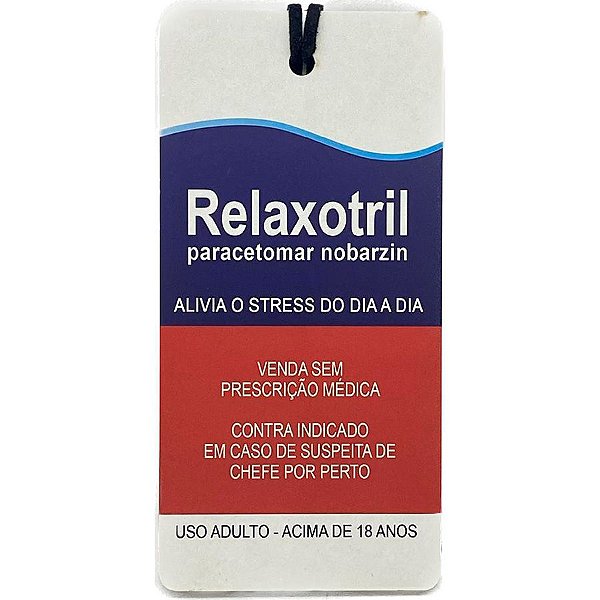 Relaxotril
paracetomar nobarzin
ALIVIA O STRESS DO DIA A DIA
VENDA SEM
PRESCRIÇÃO MÉDICA
CONTRA INDICADO
EM CASO DE SUSPEITA DE
CHEFE POR PERTO
USO ADULTO - ACIMA DE 18 ANOS